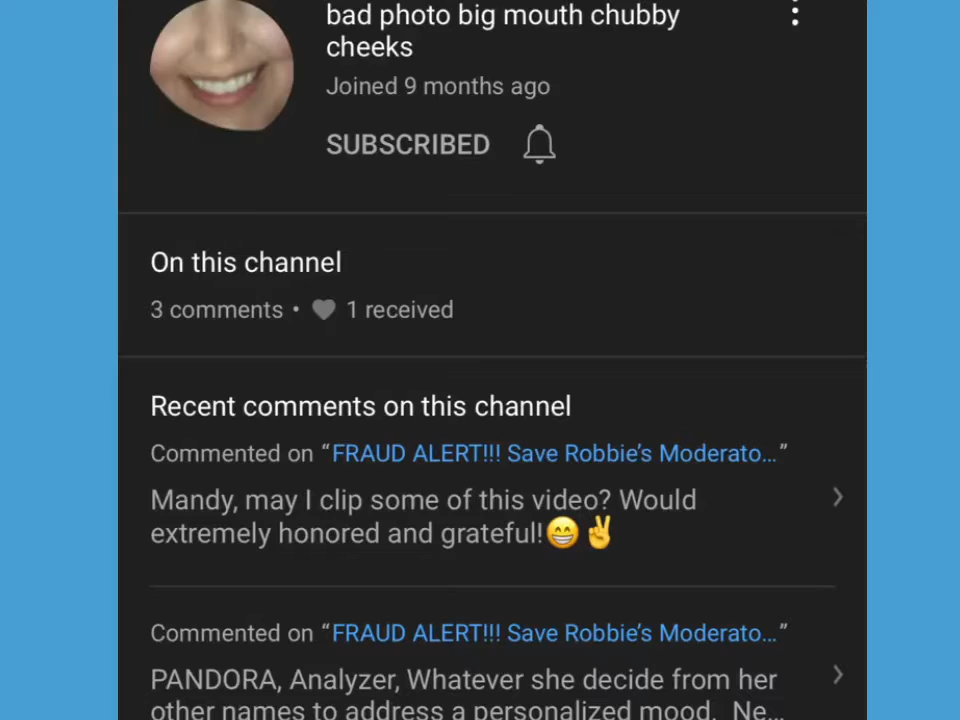 bad photo big mouth chubby
cheeks
Joined 9 months ago
SUBSCRIBED
On this channel
3 comments • 1 received
Recent comments on this channel
Commented on “FRAUD ALERT!!! Save Robbie’s Moderato...”
Mandy, may I clip some of this video? Would
extremely honored and grateful!😁✌️
Commented on “FRAUD ALERT!!! Save Robbie’s Moderato...”
PANDORA, Analyzer, Whatever she decide from her
other names to address a personalized mood. Ne...